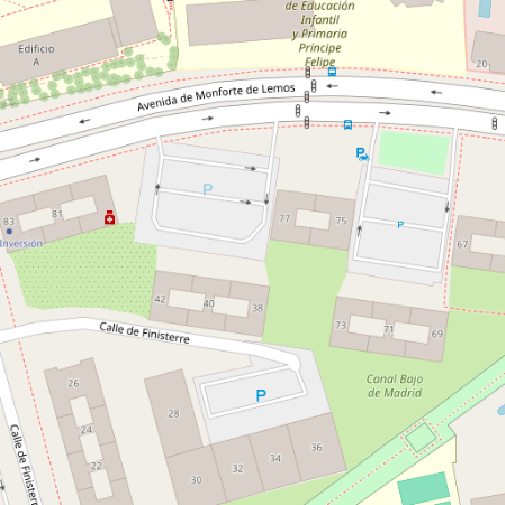 de Educación
Infantil
y Primaria
Príncipe
Felipe
Edificio
A
20
Avenida de Monforte de Lemos
P
P
81
83
Inversión
77
75
P
67
42
40
38
73
71
69
Calle de Finisterre
26
Canal Bajo
de Madrid
P
28
24
36
34
32
22
30
Calle de Finisterre